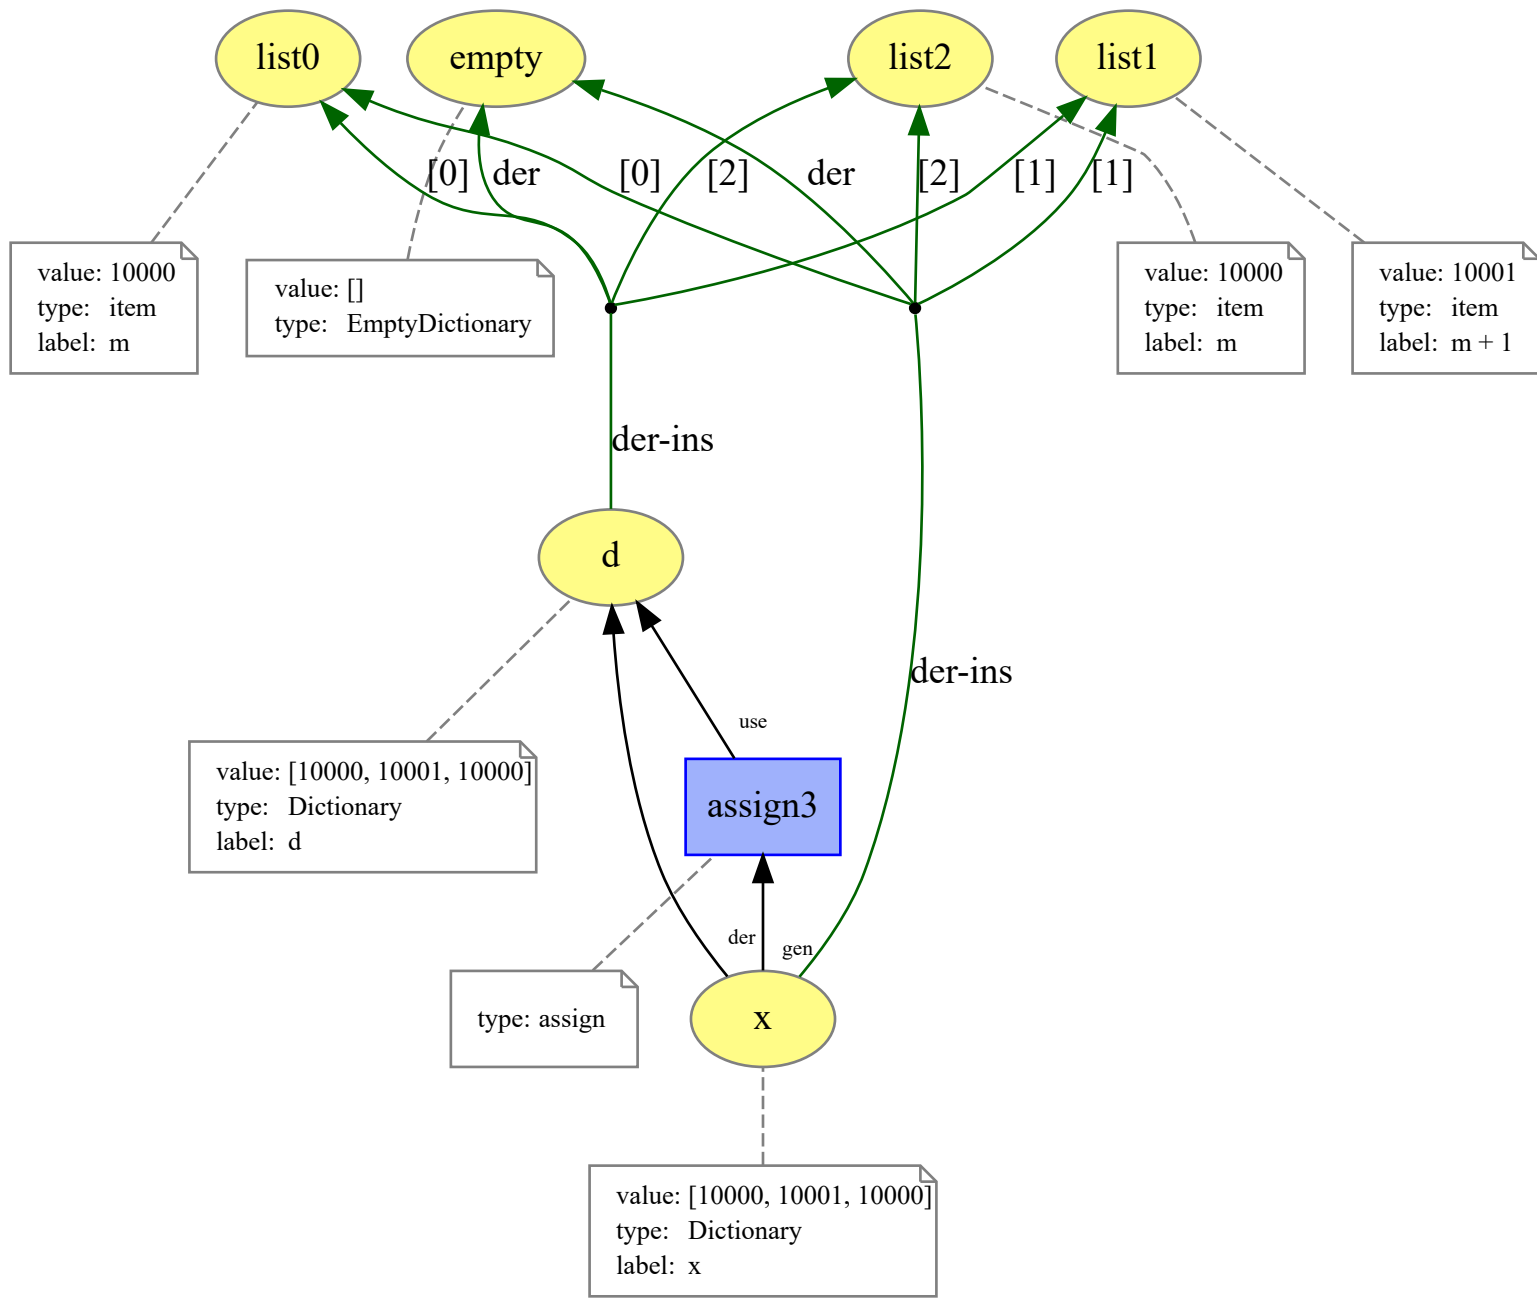 list0
empty
list2
list1
[0]
der
[0]
[2]
der
[2]
[1]
[1]
value: 10000
type: item
label: m
value: []
type: EmptyDictionary
value: 10000
type: item
label: m
value: 10001
type: item
label: m + 1
der-ins
d
der-ins
use
value: [10000, 10001, 10000]
type: Dictionary
label: d
assign3
der
gen
type: assign
x
value: [10000, 10001, 10000]
type: Dictionary
label: x